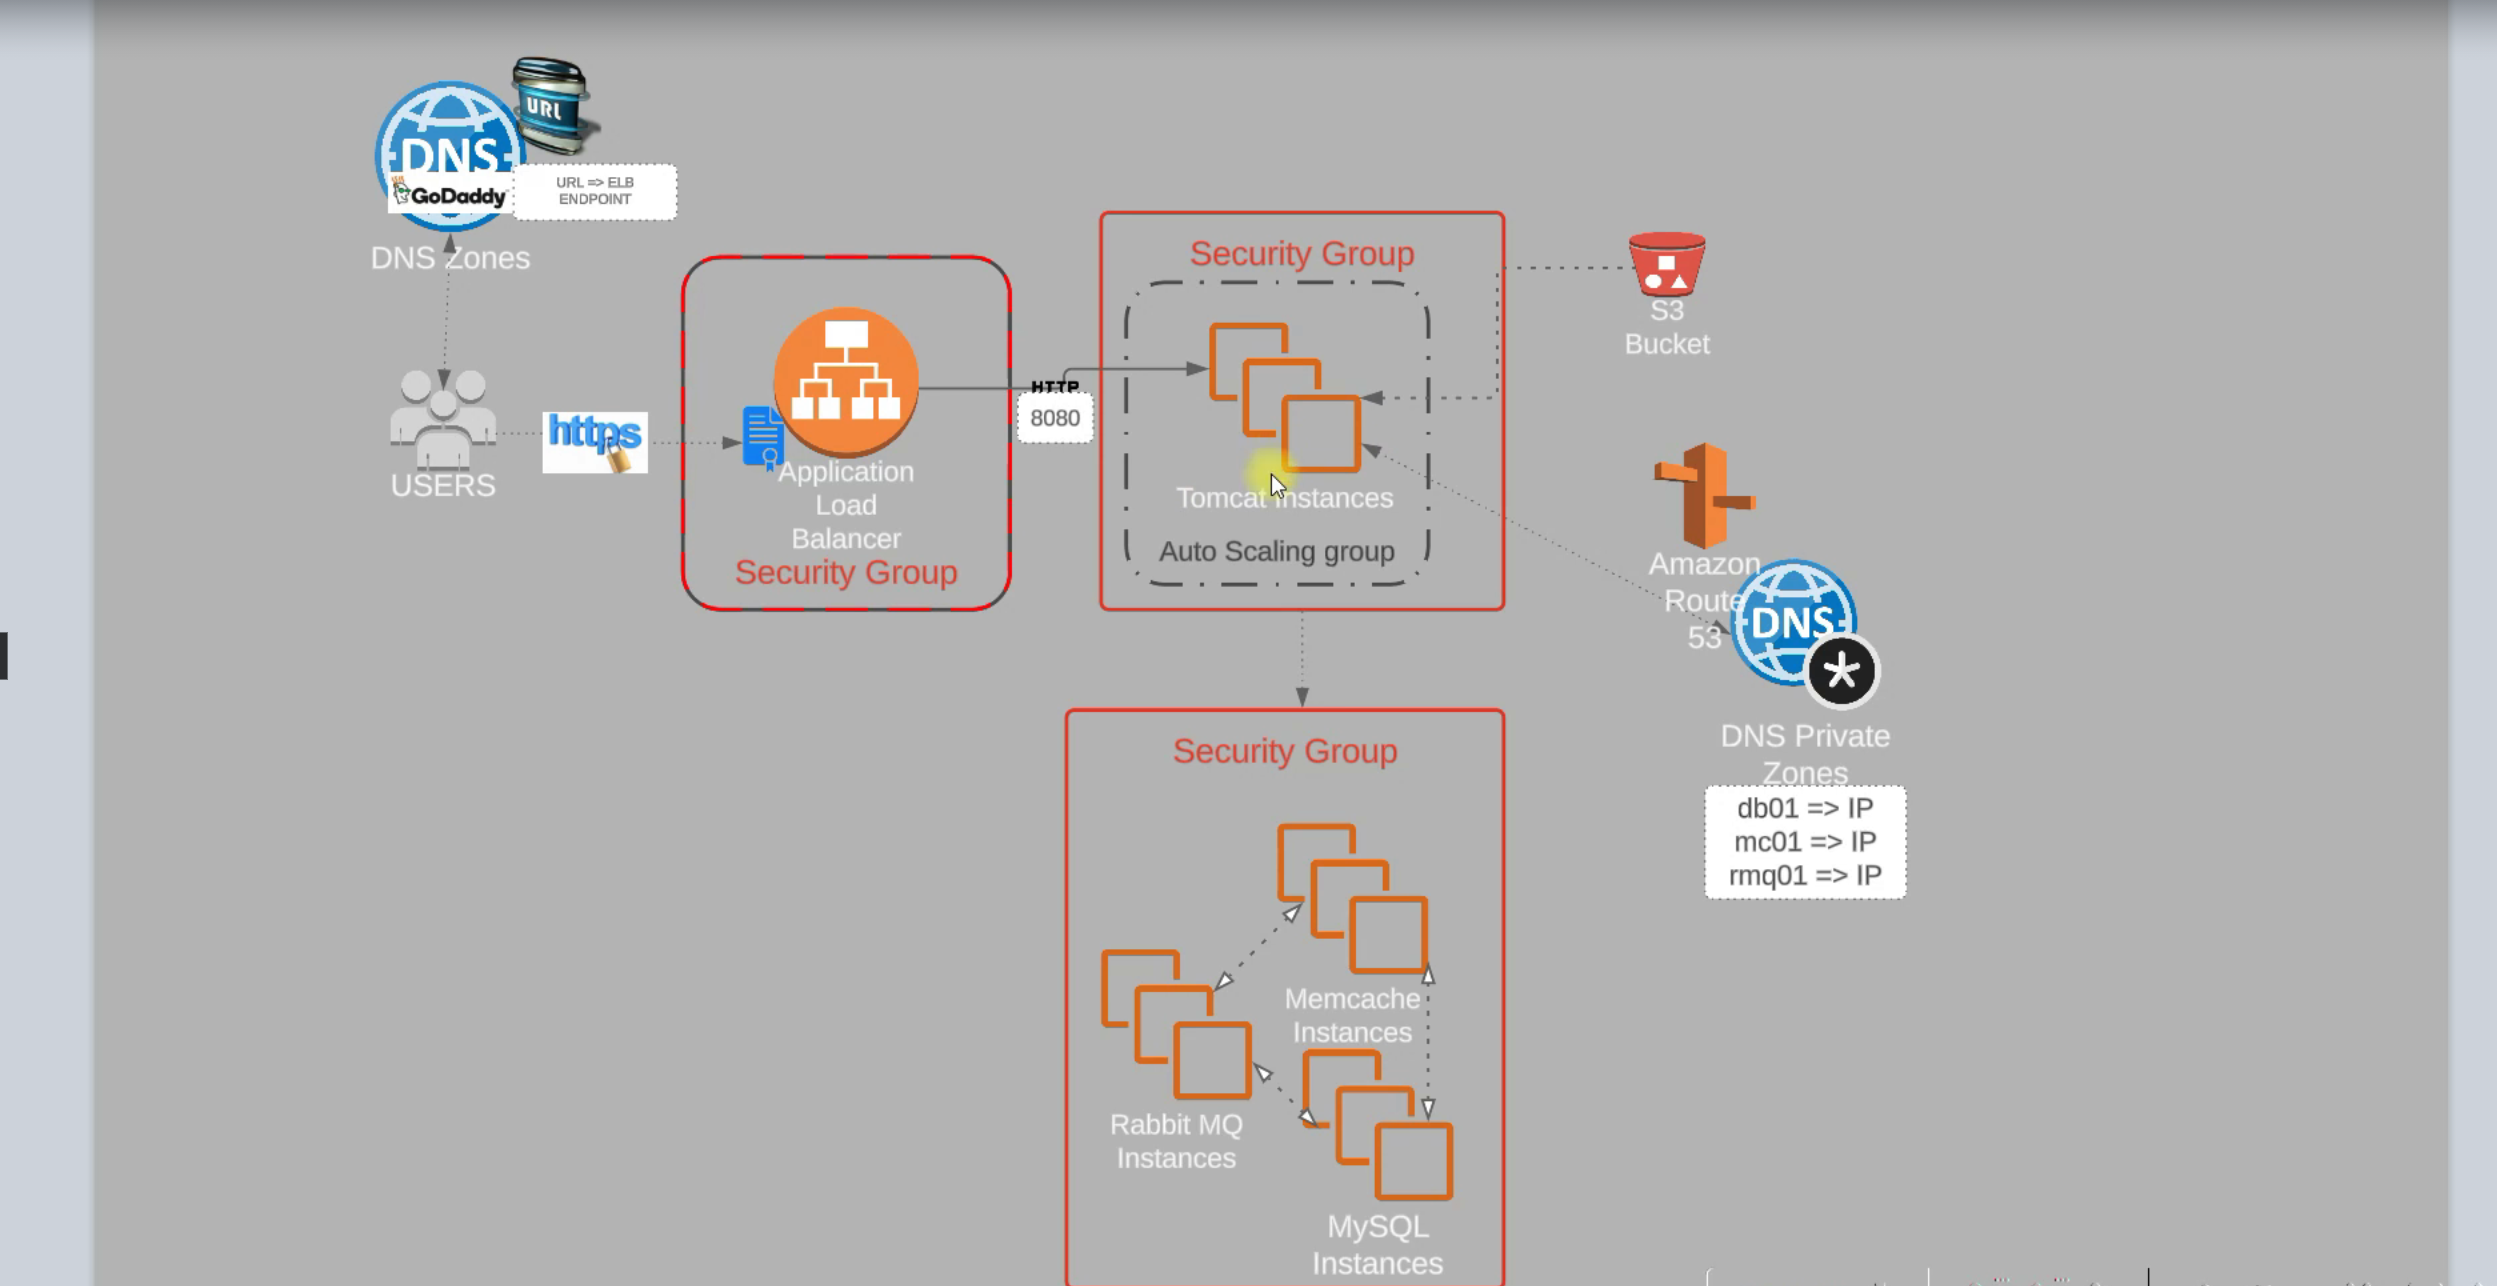 URL
DNS
GoDaddy
URL => ELB
ENDPOINT
DNS Zones
USERS
https
Application
Load
Balancer
Security Group
HTTP
8080
Security Group
Tomcat Instances
Auto Scaling group
S3
Bucket
Amazon
Route
53
DNS
DNS Private
Zones
db01 => IP
mc01 => IP
rmq01 => IP
Security Group
Memcache
Instances
Rabbit MQ
Instances
MySQL
Instances